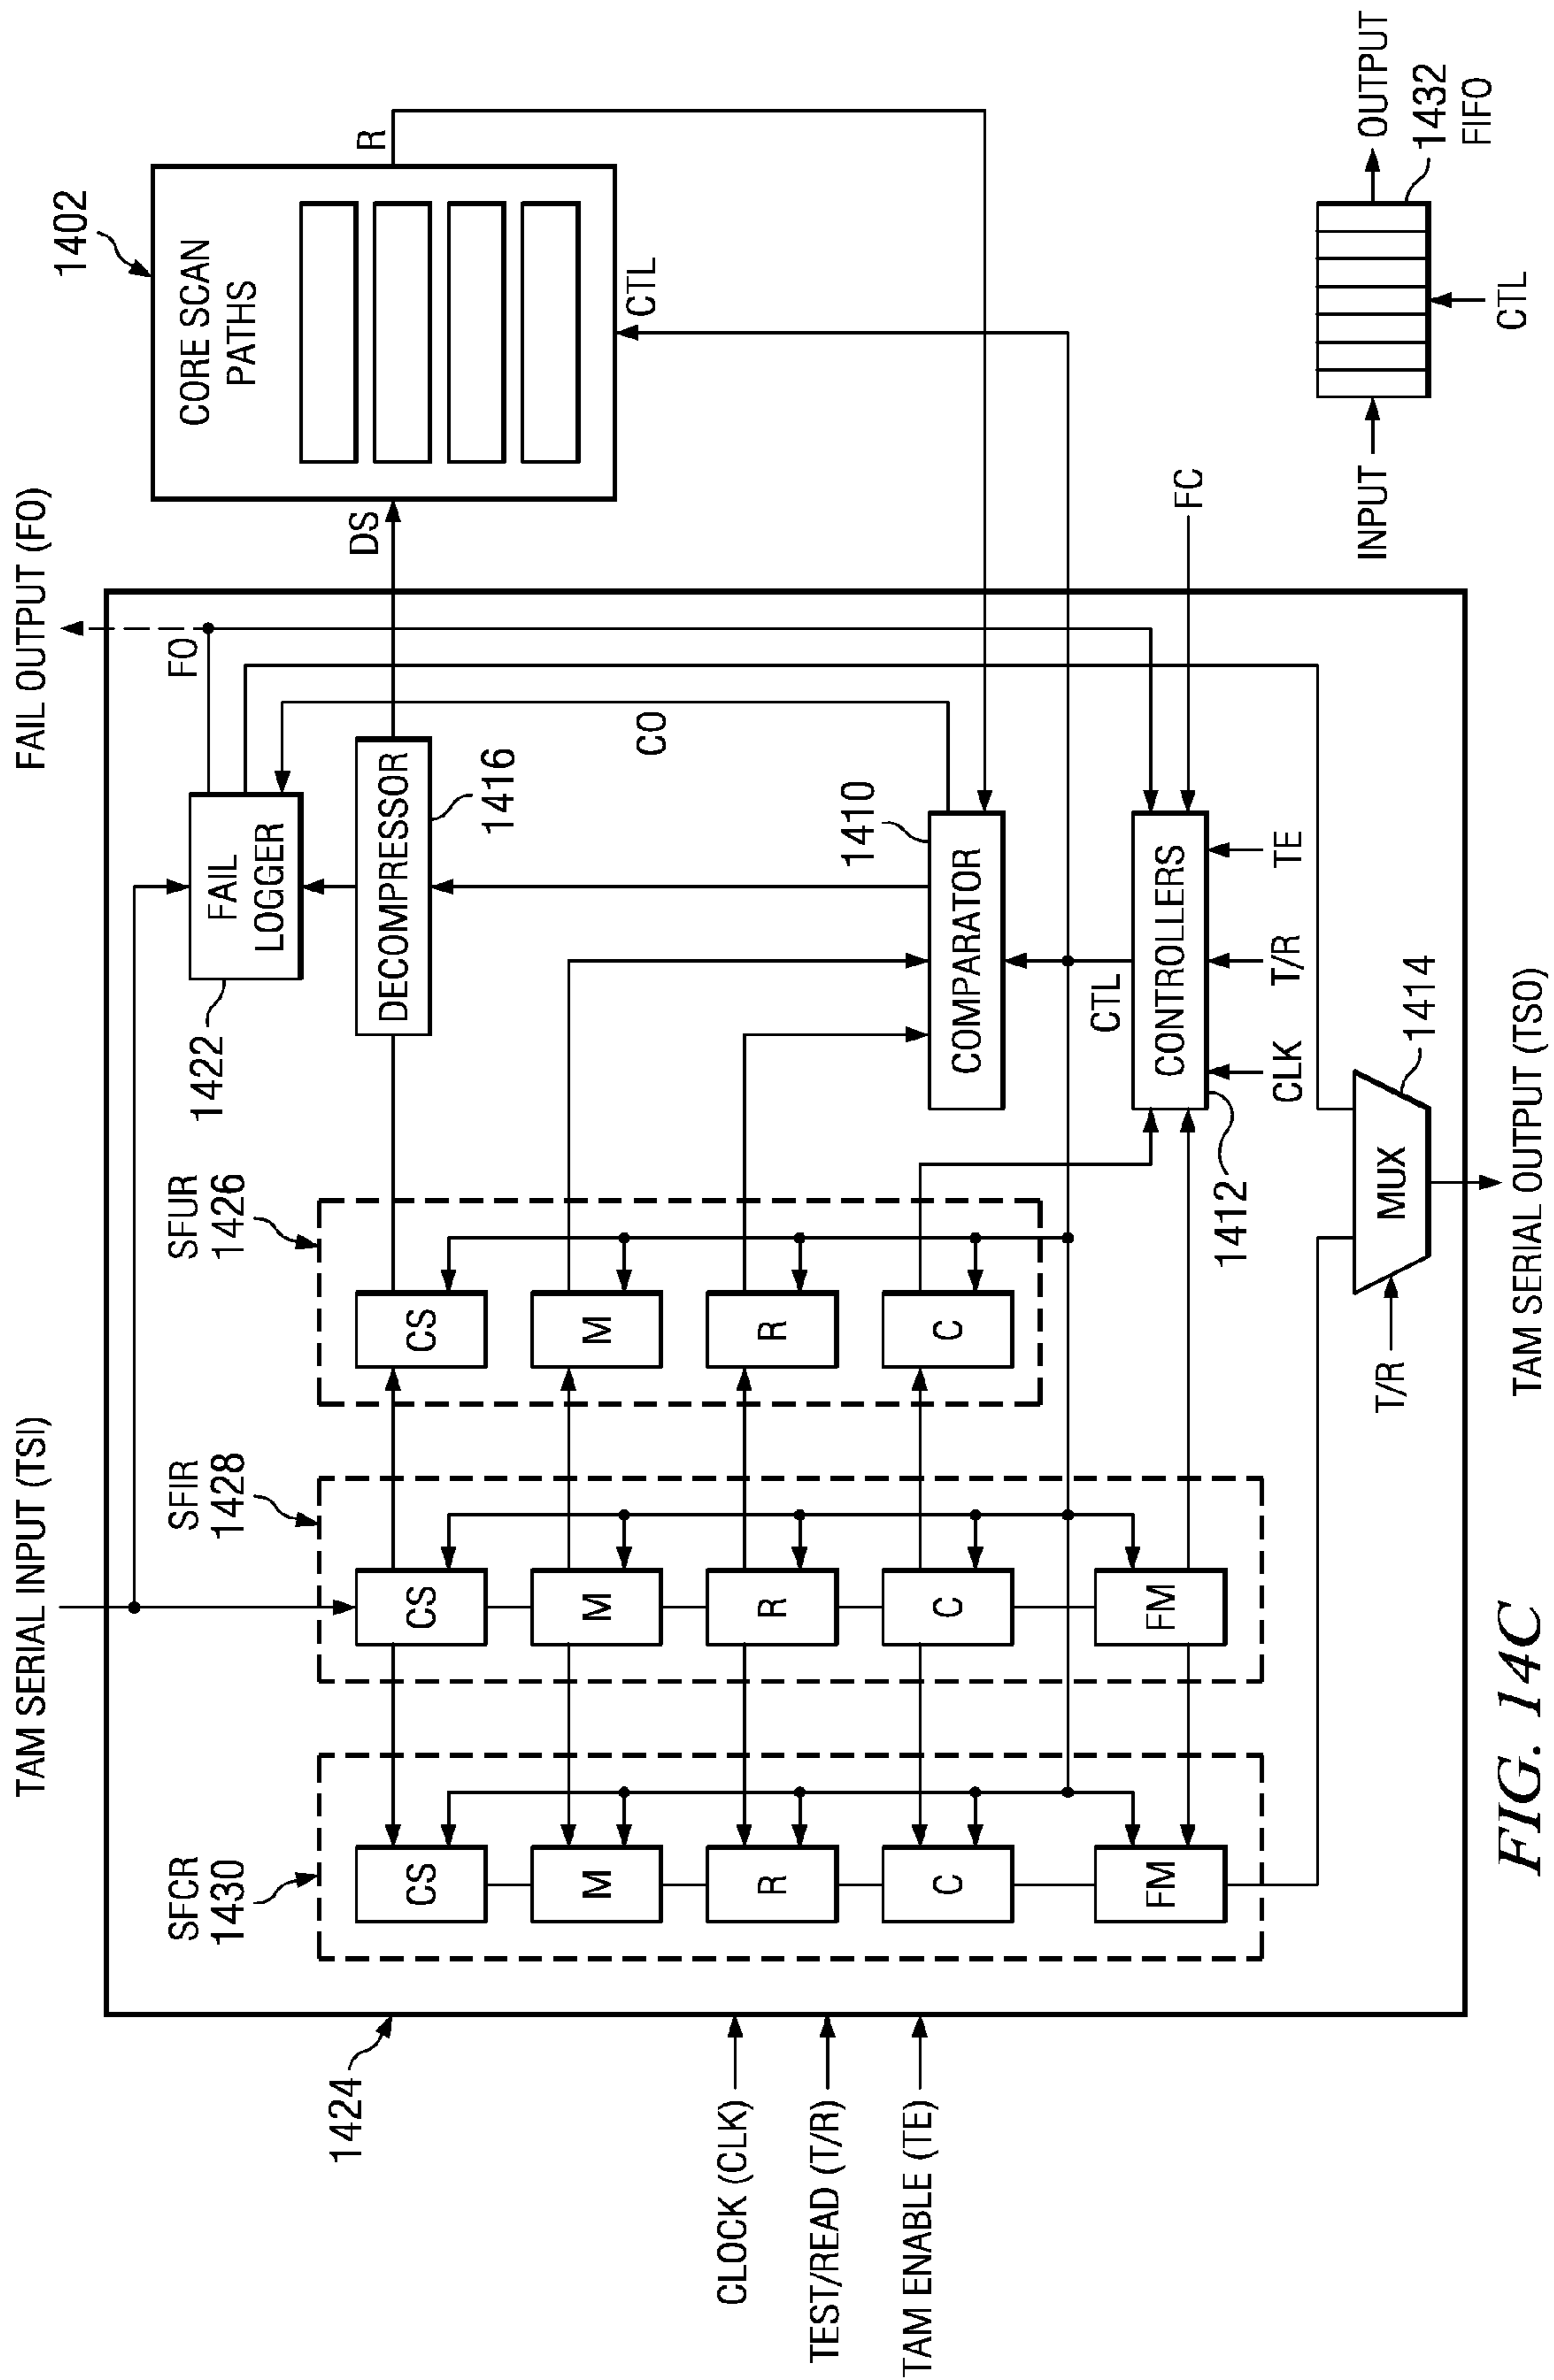 TAM SERIAL INPUT (TSI)
FAIL OUTPUT (FO)
1424
SFCR
1430
SFIR
1428
SFUR
1426
1422
FAIL
LOGGER
FO
1402
CORE SCAN
PATHS
CS
CS
CS
DECOMPRESSOR
1416
DS
R
M
M
M
CO
CTL
CLOCK (CLK)
TEST/READ (T/R)
TAM ENABLE (TE)
R
R
R
1410
COMPARATOR
C
C
C
CTL
FM
FM
1412
CONTROLLERS
FC
CLK
T/R
TE
T/R
MUX
1414
INPUT
OUTPUT
1432
FIFO
CTL
TAM SERIAL OUTPUT (TSO)
FIG. 14C